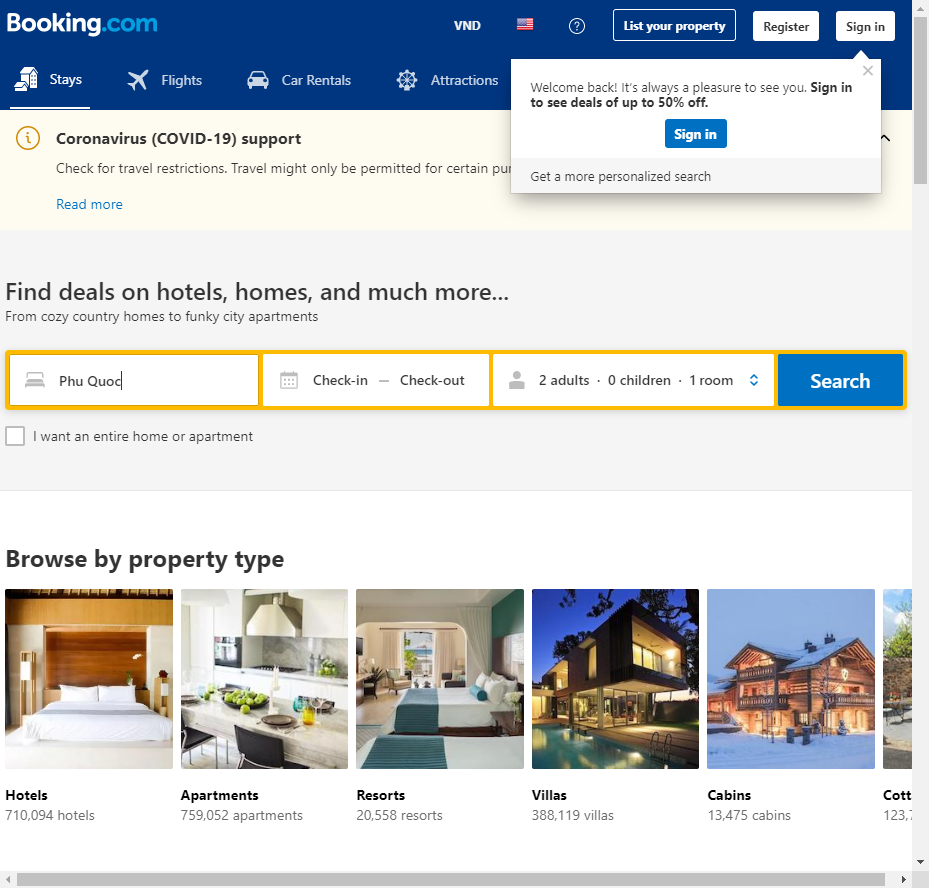 Booking.com
VND
List your property
Register
Sign in
Stays
Flights
Car Rentals
Attractions
Welcome back! It's always a pleasure to see you. Sign in
to see deals of up to 50% off.
Sign in
Get a more personalized search
Coronavirus (COVID-19) support
Check for travel restrictions. Travel might only be permitted for certain
Read more
Find deals on hotels, homes, and much more...
From cozy country homes to funky city apartments
Phu Quoc
Check-in — Check-out
2 adults · 0 children · 1 room
Search
I want an entire home or apartment
Browse by property type
Hotels
710,094 hotels
Apartments
759,052 apartments
Resorts
20,558 resorts
Villas
388,119 villas
Cabins
13,475 cabins